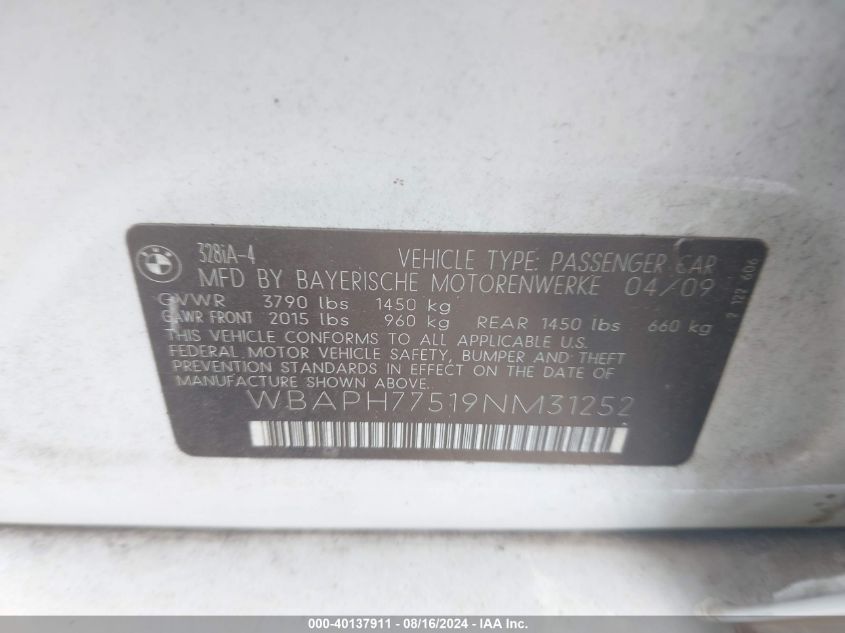 328iA-4 VEHICLE TYPE: PASSENGER CAR
MFD BY BAYERISCHE MOTORENWERKE 04/09
GVWR 3790 lbs 1450 kg
GAWR FRONT 2015 lbs 960 kg REAR 1450 lbs 660 kg
THIS VEHICLE CONFORMS TO ALL APPLICABLE U.S.
FEDERAL MOTOR VEHICLE SAFETY, BUMPER AND THEFT
PREVENTION STANDARDS IN EFFECT ON THE DATE OF
MANUFACTURE SHOWN ABOVE.
WBAPH77519NM31252
7 122 606
000-40137911 - 08/16/2024 - IAA Inc.